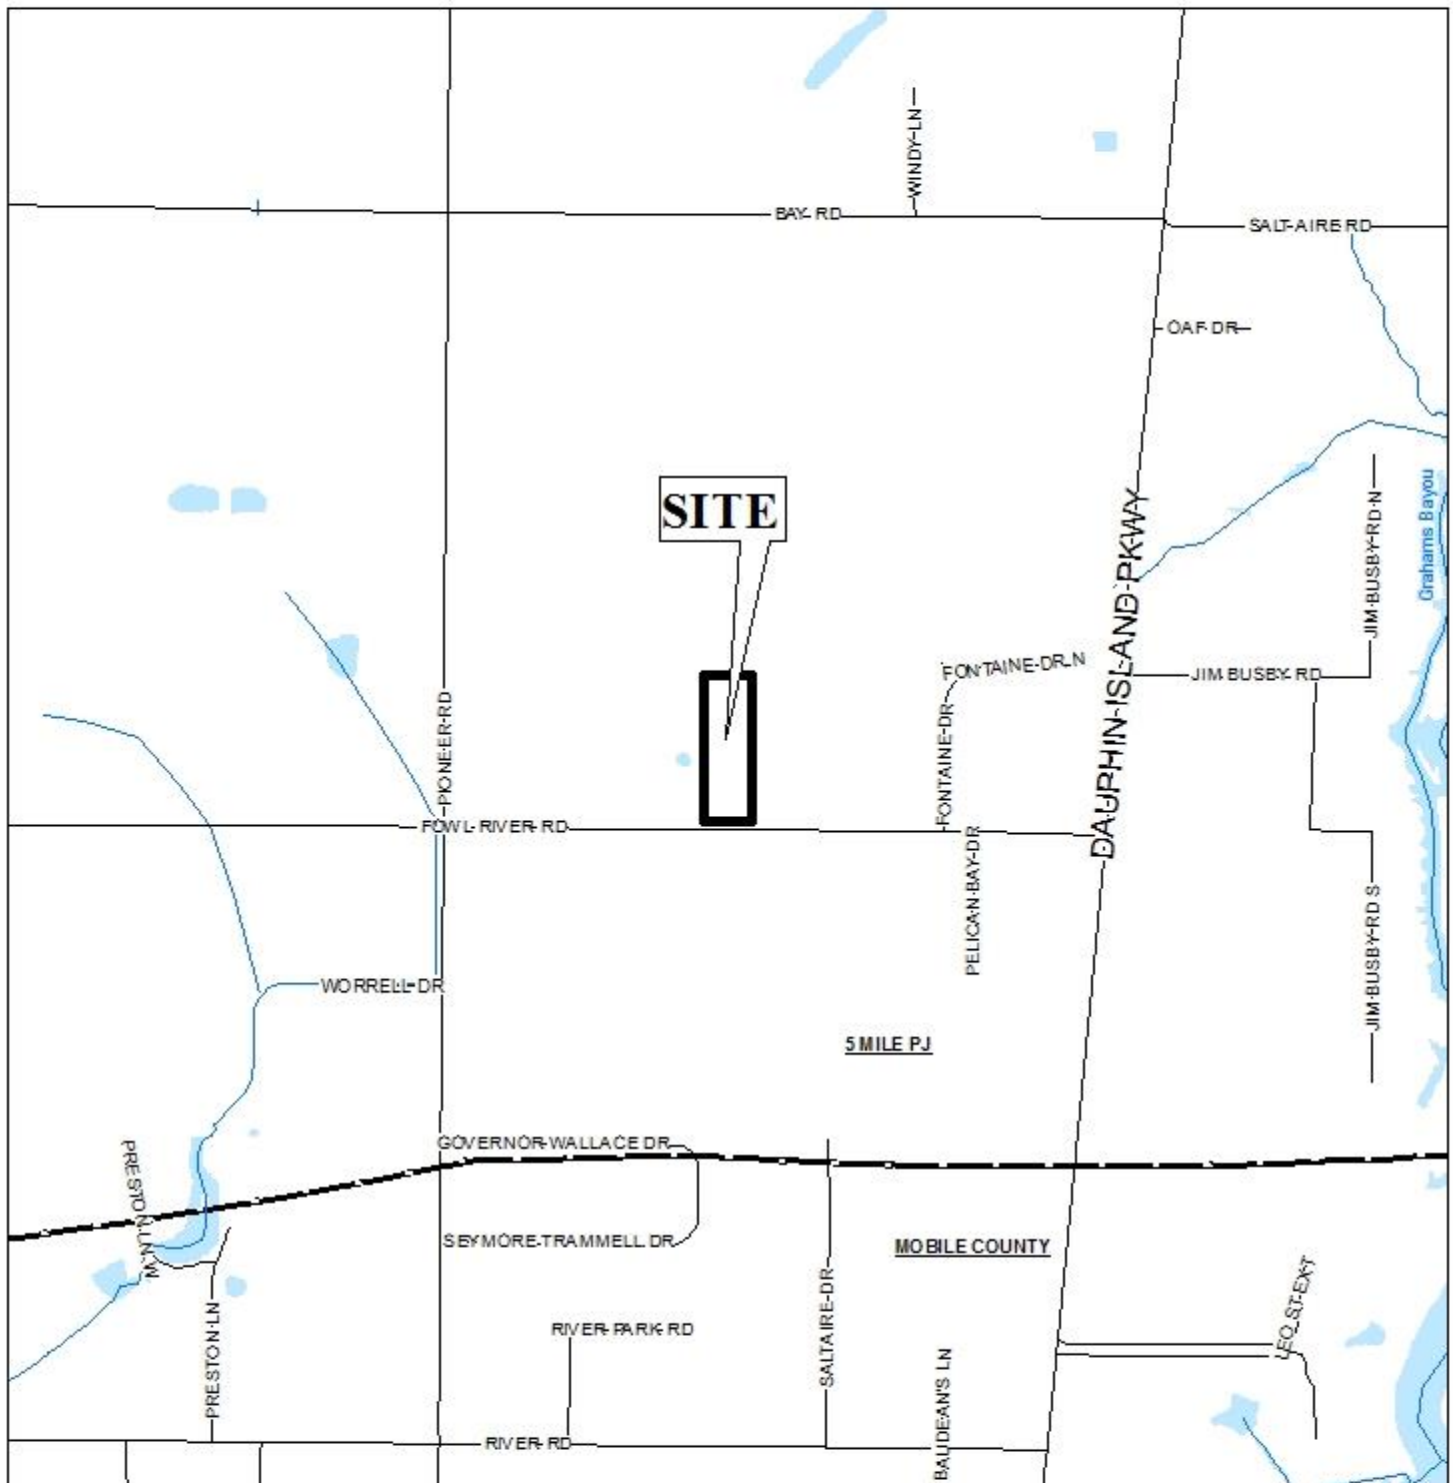 WINDY LN
BAY RD
SALT AIRE RD
OAF DR
SITE
Grahams Bayou
JIM BUSBY RD N
DAUPHIN ISLAND PKWY
FONTAINE DR N
JIM BUSBY RD
PIONEER RD
FONTAINE DR
FOWL RIVER RD
PELICAN BAY DR
JIM BUSBY RD S
WORRELL DR
5 MILE PJ
GOVERNOR WALLACE DR
PRESTON LN W
SEYMORE TRAMMELL DR
MOBILE COUNTY
LEO ST EXT
SALTAIRE DR
PRESTON LN
RIVER PARK RD
BAUDEAN'S LN
RIVER RD